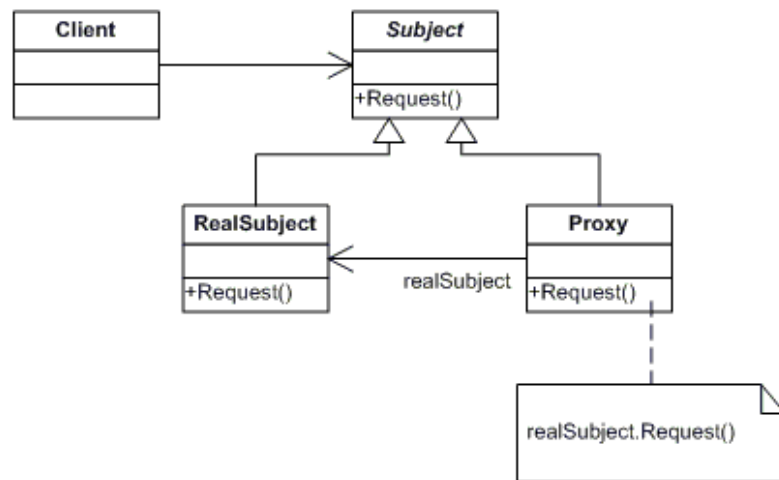 Client
Subject
+Request()
RealSubject
+Request()
realSubject
Proxy
+Request()
realSubject.Request()